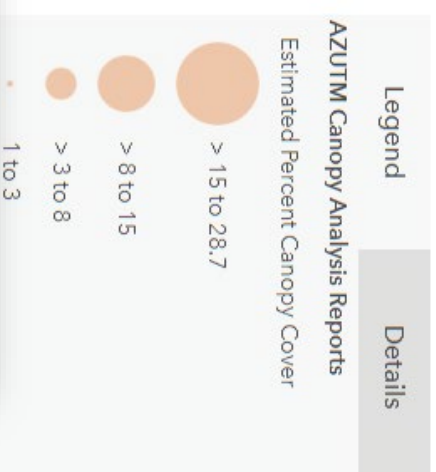 Legend
Details
AZUTM Canopy Analysis Reports
Estimated Percent Canopy Cover
> 15 to 28.7
> 8 to 15
> 3 to 8
1 to 3